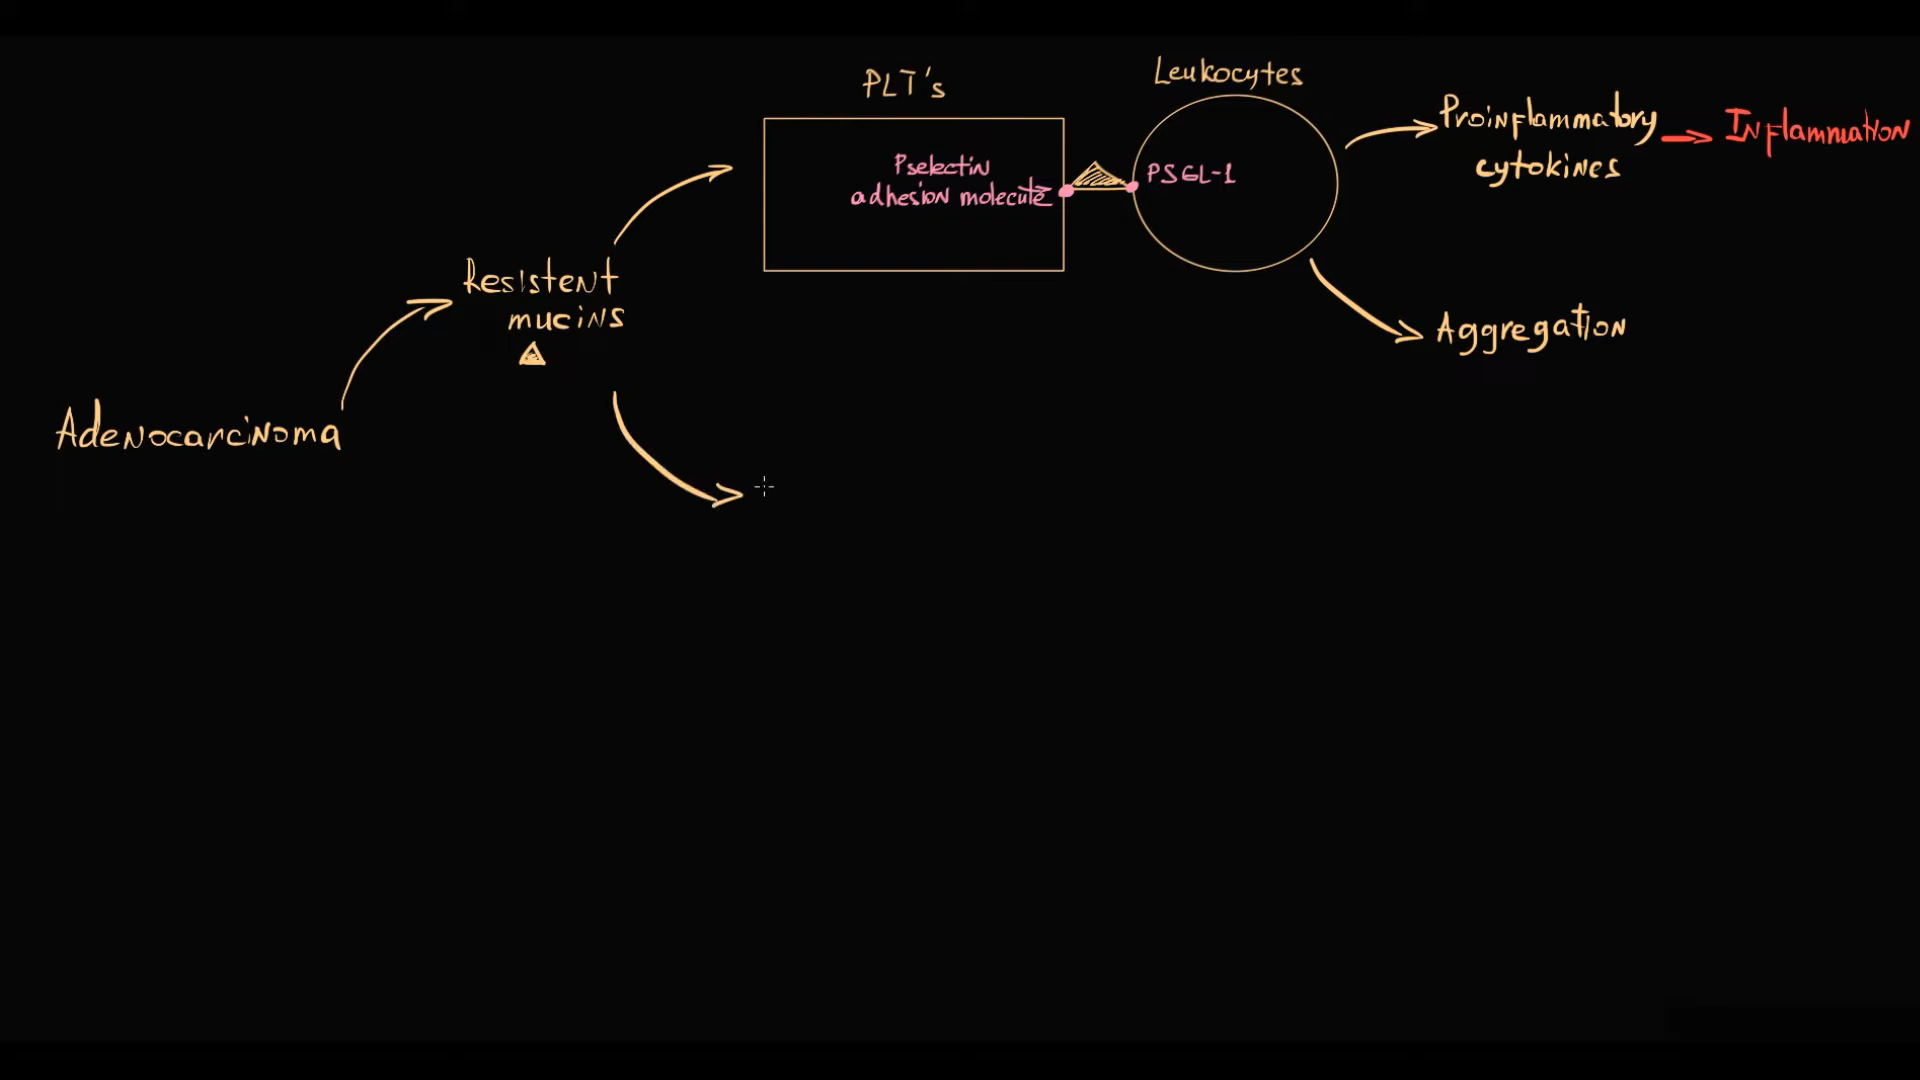 PLT's
Leukocytes
Pselectin
adhesion molecule
PSGL-1
Proinflammatory
cytokines
Inflammation
Resistent
mucins
Aggregation
Adenocarcinoma